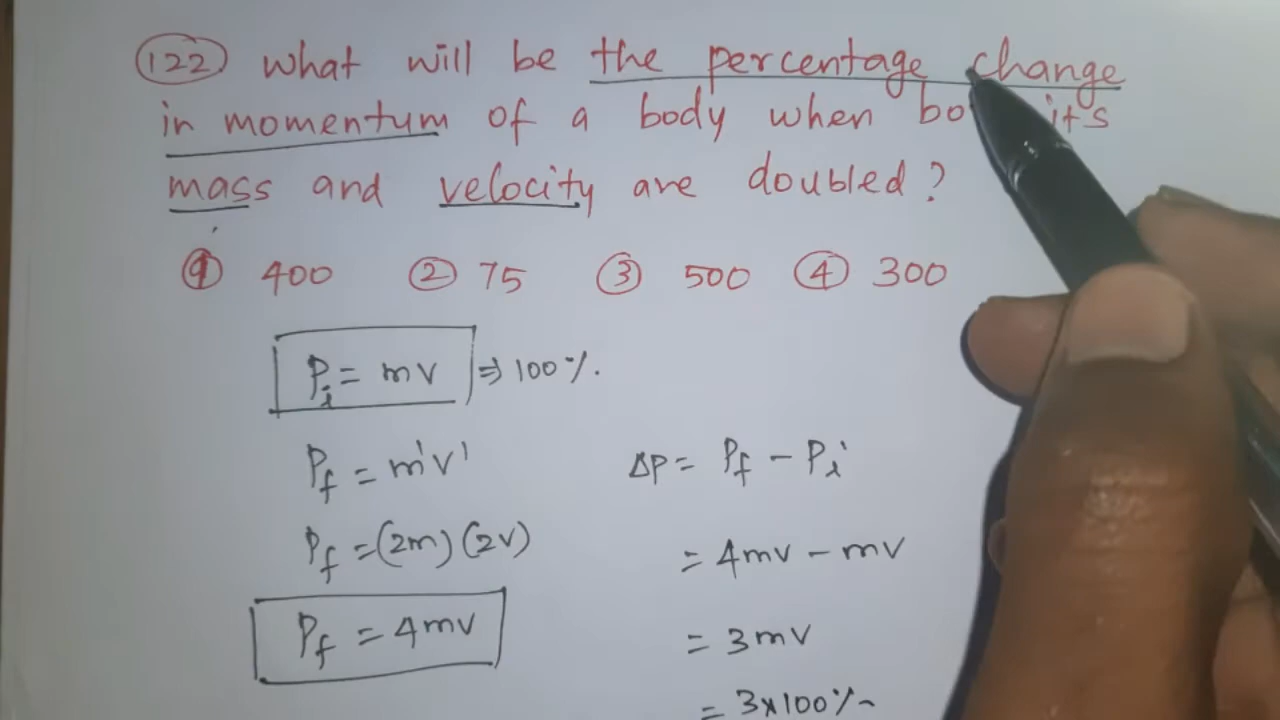 122 What will be the percentage change
in momentum of a body when bo it's
mass and velocity are doubled?
① 400 ② 75 ③ 500 ④ 300
Pi = mv ⇒ 100%.
Pf = m'v'
Pf = (2m)(2v)
Pf = 4mv
ΔP = Pf - Pi
= 4mv - mv
= 3mv
= 3x100%